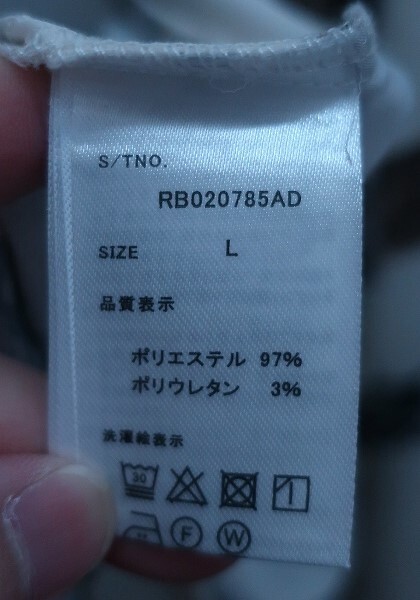 S/TNO.
RB020785AD
SIZE L
品質表示
ポリエステル 97%
ポリウレタン 3%
洗濯絵表示
30
F W